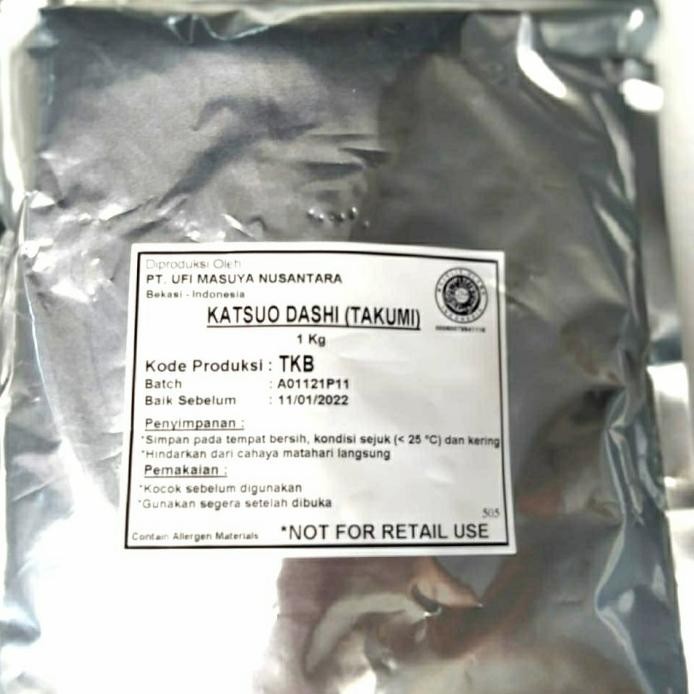 Diproduksi Oleh
PT. UFI MASUYA NUSANTARA
Bekasi - Indonesia
KATSUO DASHI (TAKUMI)
1 Kg
Kode Produksi : TKB
Batch : A01121P11
Baik Sebelum : 11/01/2022
Penyimpanan :
*Simpan pada tempat bersih, kondisi sejuk (< 25 °C) dan kering
*Hindarkan dari cahaya matahari langsung
Pemakaian :
*Kocok sebelum digunakan
*Gunakan segera setelah dibuka
505
Contain Allergen Materials *NOT FOR RETAIL USE